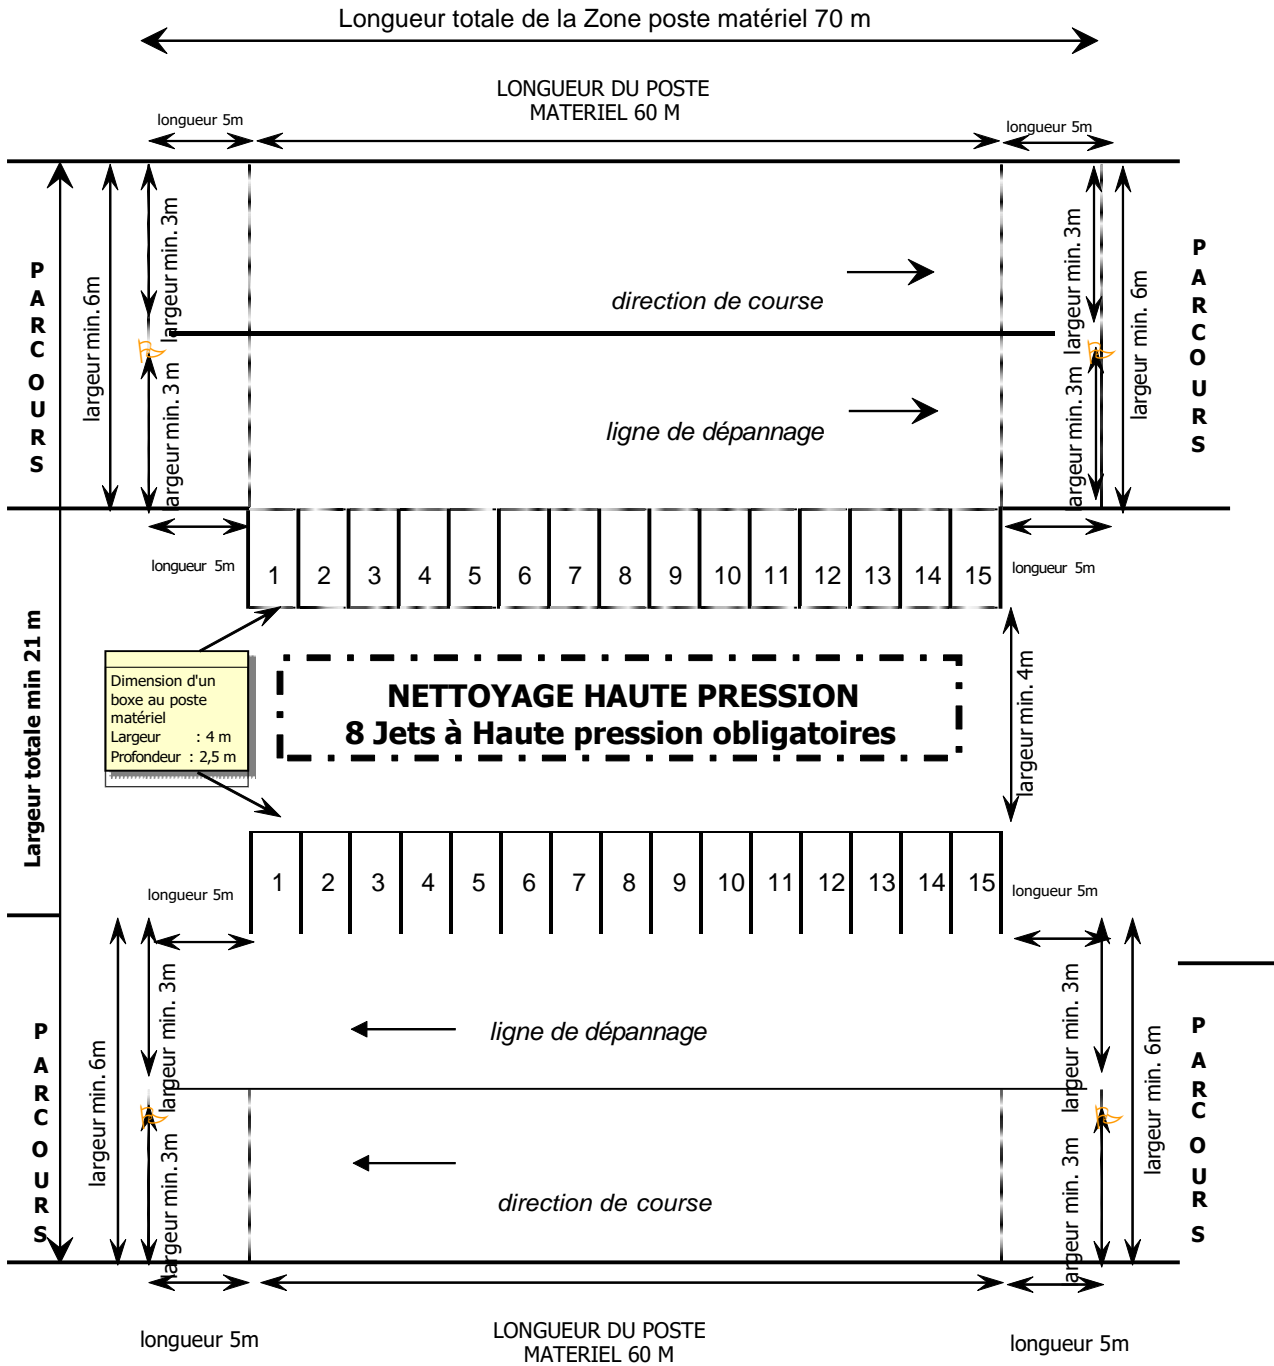 Longueur totale de la Zone poste matériel 70 m
LONGUEUR DU POSTE
MATERIEL 60 M
longueur 5m
longueur 5m
PARCOURS
largeur min. 6m
largeur min. 3m
largeur min. 3 m
direction de course
ligne de dépannage
largeur min. 3m
largeur min. 3m
largeur min. 6m
PARCOURS
longueur 5m
1 2 3 4 5 6 7 8 9 10 11 12 13 14 15
longueur 5m
Largeur totale min 21 m
Dimension d'un
boxe au poste
matériel
Largeur : 4 m
Profondeur : 2,5 m
NETTOYAGE HAUTE PRESSION
8 Jets à Haute pression obligatoires
largeur min. 4m
longueur 5m
1 2 3 4 5 6 7 8 9 10 11 12 13 14 15
longueur 5m
PARCOURS
largeur min. 6m
largeur min. 3m
largeur min. 3m
ligne de dépannage
direction de course
largeur min. 3m
largeur min. 3m
largeur min. 6m
PARCOURS
longueur 5m
LONGUEUR DU POSTE
MATERIEL 60 M
longueur 5m